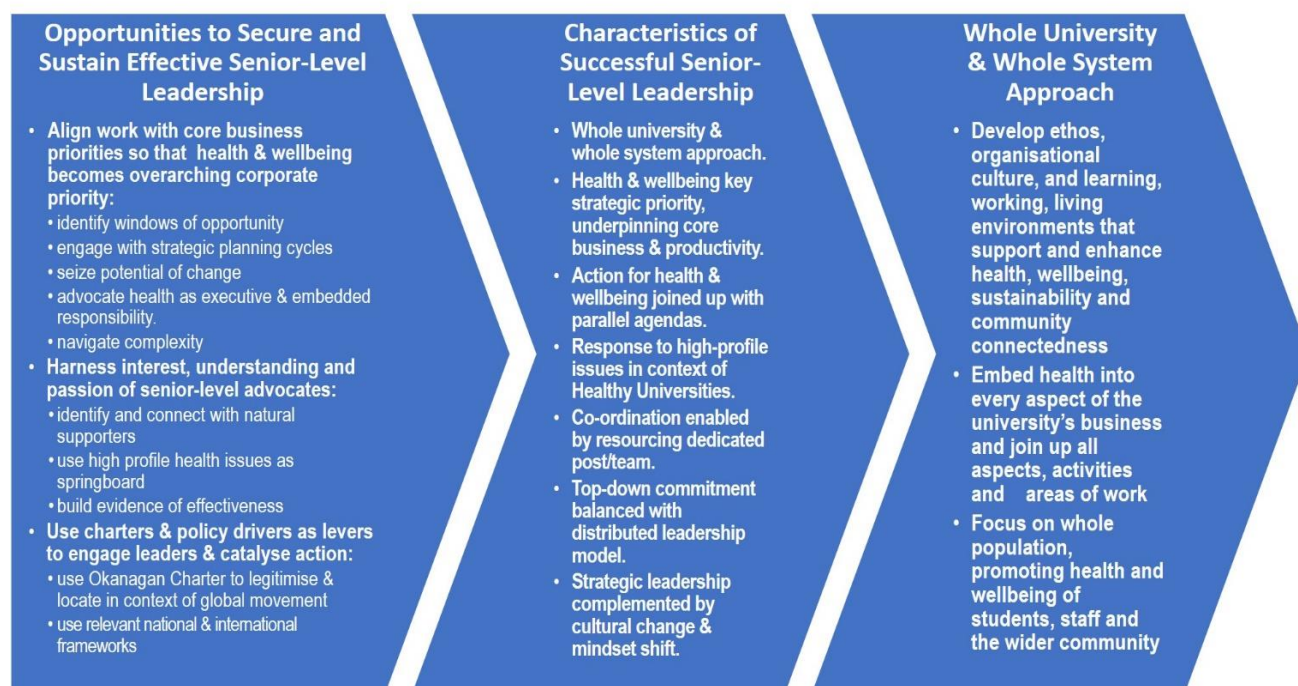 Opportunities to Secure and
Sustain Effective Senior-Level
Leadership
• Align work with core business
priorities so that health & wellbeing
becomes overarching corporate
priority:
• identify windows of opportunity
• engage with strategic planning cycles
• seize potential of change
• advocate health as executive & embedded
responsibility.
• navigate complexity
• Harness interest, understanding and
passion of senior-level advocates:
• identify and connect with natural
supporters
• use high profile health issues as
springboard
• build evidence of effectiveness
• Use charters & policy drivers as levers
to engage leaders & catalyse action:
• use Okanagan Charter to legitimise &
locate in context of global movement
• use relevant national & international
frameworks
Characteristics of
Successful Senior-
Level Leadership
• Whole university &
whole system approach.
• Health & wellbeing key
strategic priority,
underpinning core
business & productivity.
• Action for health &
wellbeing joined up with
parallel agendas.
• Response to high-profile
issues in context of
Healthy Universities.
• Co-ordination enabled
by resourcing dedicated
post/team.
• Top-down commitment
balanced with
distributed leadership
model.
• Strategic leadership
complemented by
cultural change &
mindset shift.
Whole University
& Whole System
Approach
• Develop ethos,
organisational
culture, and learning,
working, living
environments that
support and enhance
health, wellbeing,
sustainability and
community
connectedness
• Embed health into
every aspect of the
university's business
and join up all
aspects, activities
and areas of work
• Focus on whole
population,
promoting health and
wellbeing of
students, staff and
the wider community